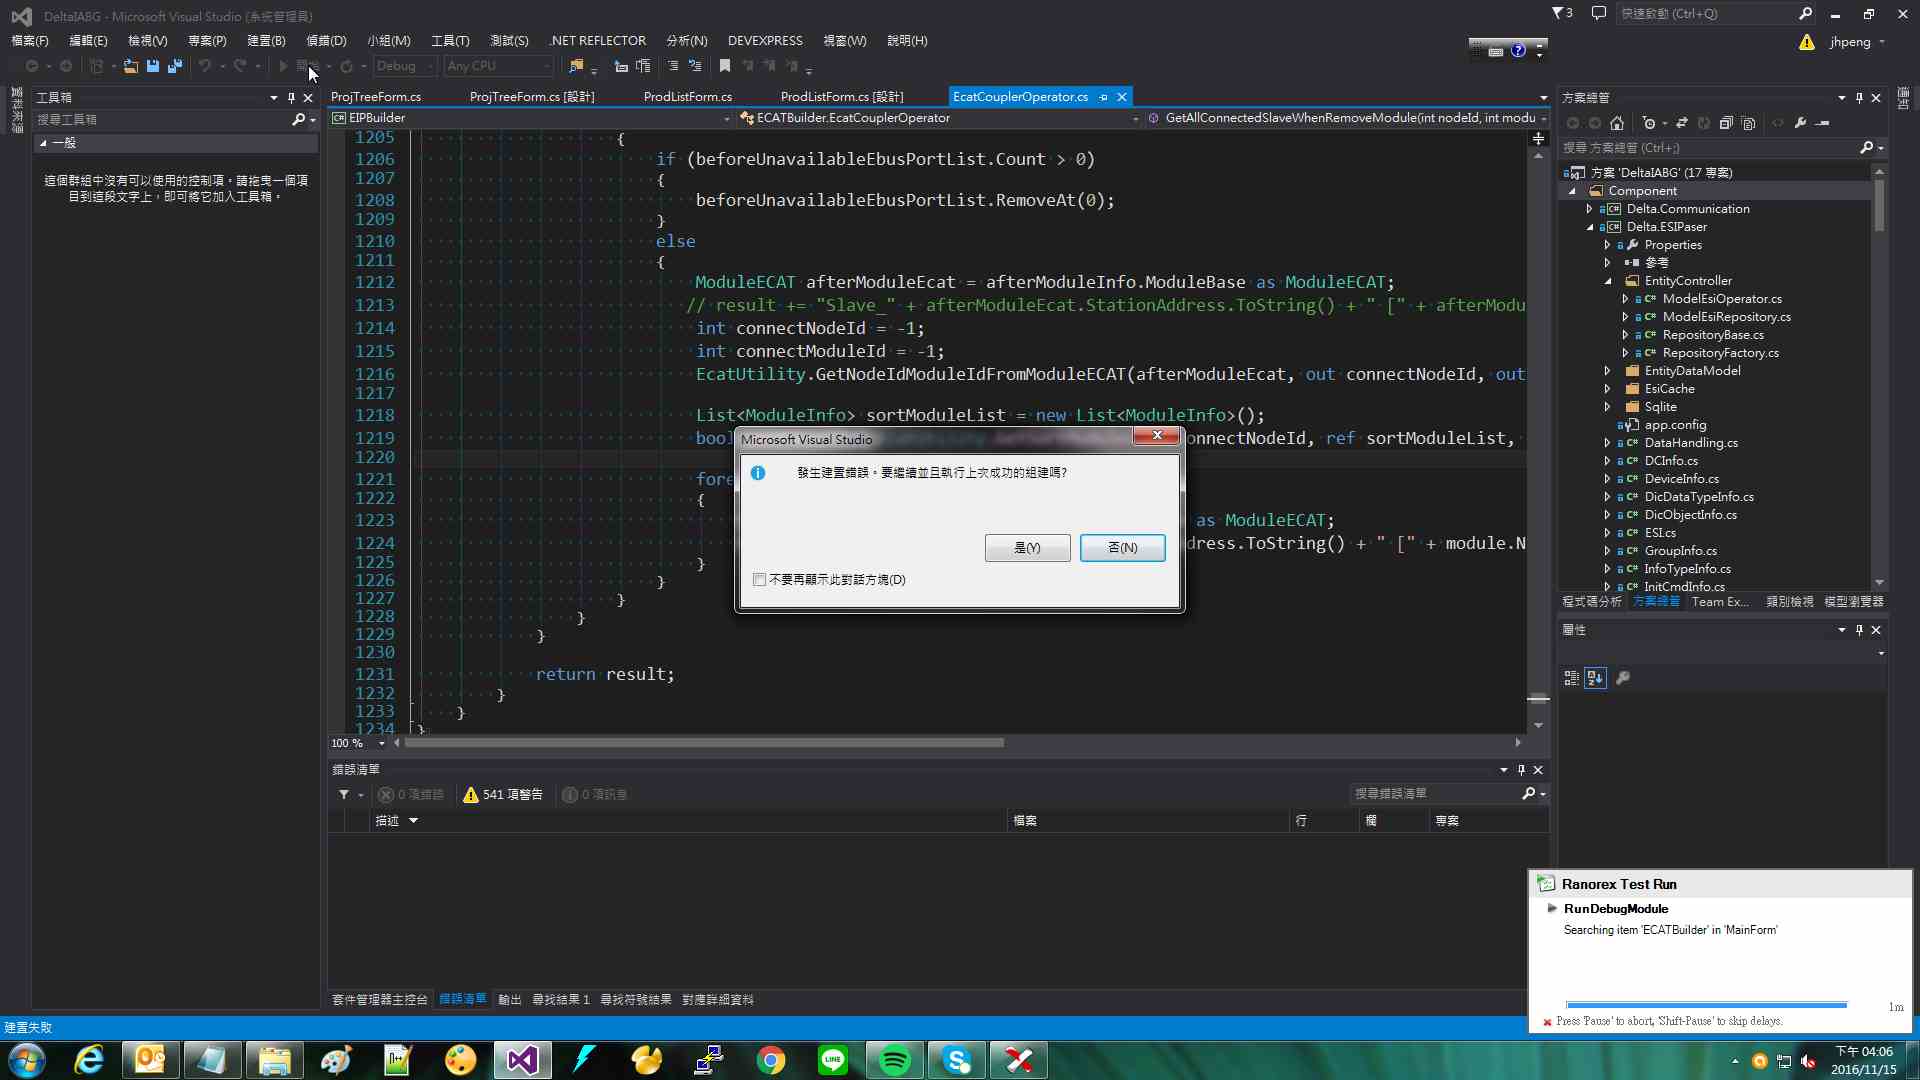 DeltaIABG - Microsoft Visual Studio (系統管理員)
3
快速啟動 (Ctrl+Q)
檔案(F) 編輯(E) 檢視(V) 專案(P) 建置(B) 偵錯(D) 小組(M) 工具(T) 測試(S) .NET REFLECTOR 分析(N) DEVEXPRESS 視窗(W) 說明(H)
jhpeng
Debug Any CPU
工具箱
搜尋工具箱
一般
這個群組中沒有可以使用的控制項。請拖曳一個項
目到這段文字上，即可將它加入工具箱。
ProjTreeForm.cs ProjTreeForm.cs [設計] ProdListForm.cs ProdListForm.cs [設計] EcatCouplerOperator.cs
EIPBuilder ECATBuilder.EcatCouplerOperator GetAllConnectedSlaveWhenRemoveModule(int nodeId, int modu
1205 {
1206 if (beforeUnavailableEbusPortList.Count > 0)
1207 {
1208 beforeUnavailableEbusPortList.RemoveAt(0);
1209 }
1210 else
1211 {
1212 ModuleECAT afterModuleEcat = afterModuleInfo.ModuleBase as ModuleECAT;
1213 // result += "Slave_" + afterModuleEcat.StationAddress.ToString() + " [" + afterModu
1214 int connectNodeId = -1;
1215 int connectModuleId = -1;
1216 EcatUtility.GetNodeIdModuleIdFromModuleECAT(afterModuleEcat, out connectNodeId, out
1217
1218 List<ModuleInfo> sortModuleList = new List<ModuleInfo>();
1219 bool onnectNodeId, ref sortModuleList,
1220
1221 fore
1222 {
1223 as ModuleECAT;
1224 dress.ToString() + " [" + module.N
1225 }
1226 }
1227 }
1228 }
1229 }
1230
1231 return result;
1232 }
1233 }
1234 }
100 %
Microsoft Visual Studio
發生建置錯誤。要繼續並且執行上次成功的組建嗎?
是(Y) 否(N)
不要再顯示此對話方塊(D)
錯誤清單
0 項錯誤 541 項警告 0 項訊息
搜尋錯誤清單
描述 檔案 行 欄 專案
套件管理器主控台 錯誤清單 輸出 尋找結果 1 尋找符號結果 對應詳細資料
方案總管
搜尋 方案總管 (Ctrl+;)
方案 'DeltaIABG' (17 專案)
Component
Delta.Communication
Delta.ESIPaser
Properties
參考
EntityController
ModelEsiOperator.cs
ModelEsiRepository.cs
RepositoryBase.cs
RepositoryFactory.cs
EntityDataModel
EsiCache
Sqlite
app.config
DataHandling.cs
DCInfo.cs
DeviceInfo.cs
DicDataTypeInfo.cs
DicObjectInfo.cs
ESI.cs
GroupInfo.cs
InfoTypeInfo.cs
InitCmdInfo.cs
程式碼分析 方案總管 Team Ex... 類別檢視 模型瀏覽器
屬性
Ranorex Test Run
RunDebugModule
Searching item 'ECATBuilder' in 'MainForm'
1m
Press 'Pause' to abort, 'Shift-Pause' to skip delays.
建置失敗
下午 04:06
2016/11/15